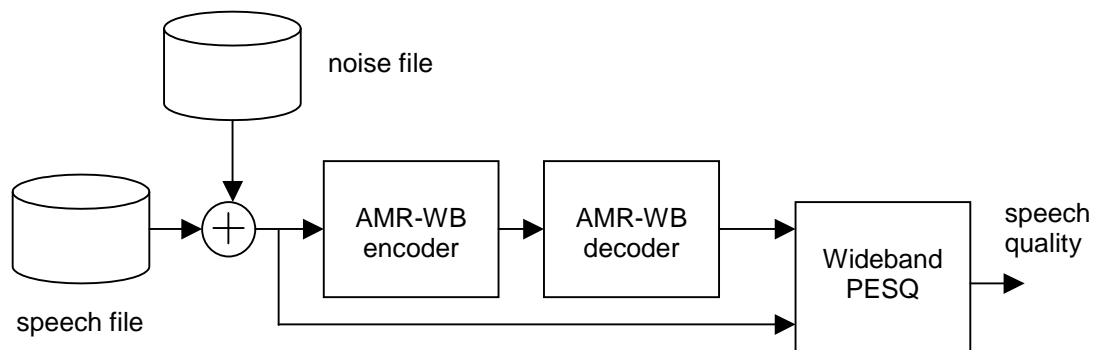 noise file
speech file
AMR-WB
encoder
AMR-WB
decoder
Wideband
PESQ
speech
quality